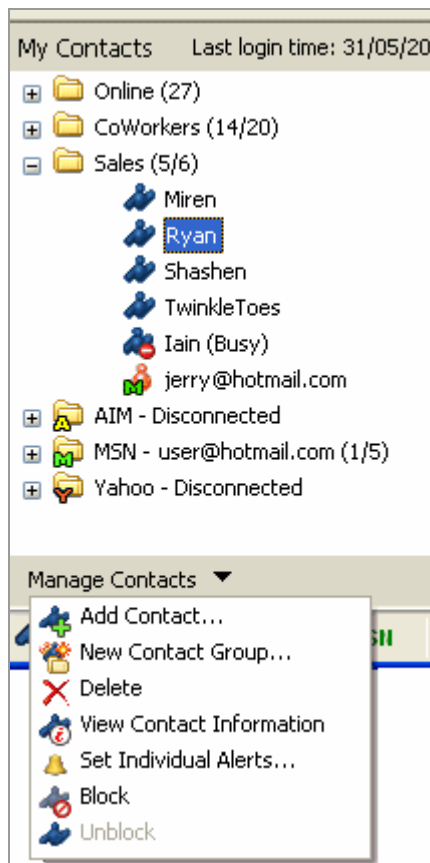 My Contacts Last login time: 31/05/20
Online (27)
CoWorkers (14/20)
Sales (5/6)
Miren
Ryan
Shashen
TwinkleToes
Iain (Busy)
jerry@hotmail.com
AIM - Disconnected
MSN - user@hotmail.com (1/5)
Yahoo - Disconnected
Manage Contacts
Add Contact...
SN
New Contact Group...
Delete
View Contact Information
Set Individual Alerts...
Block
Unblock